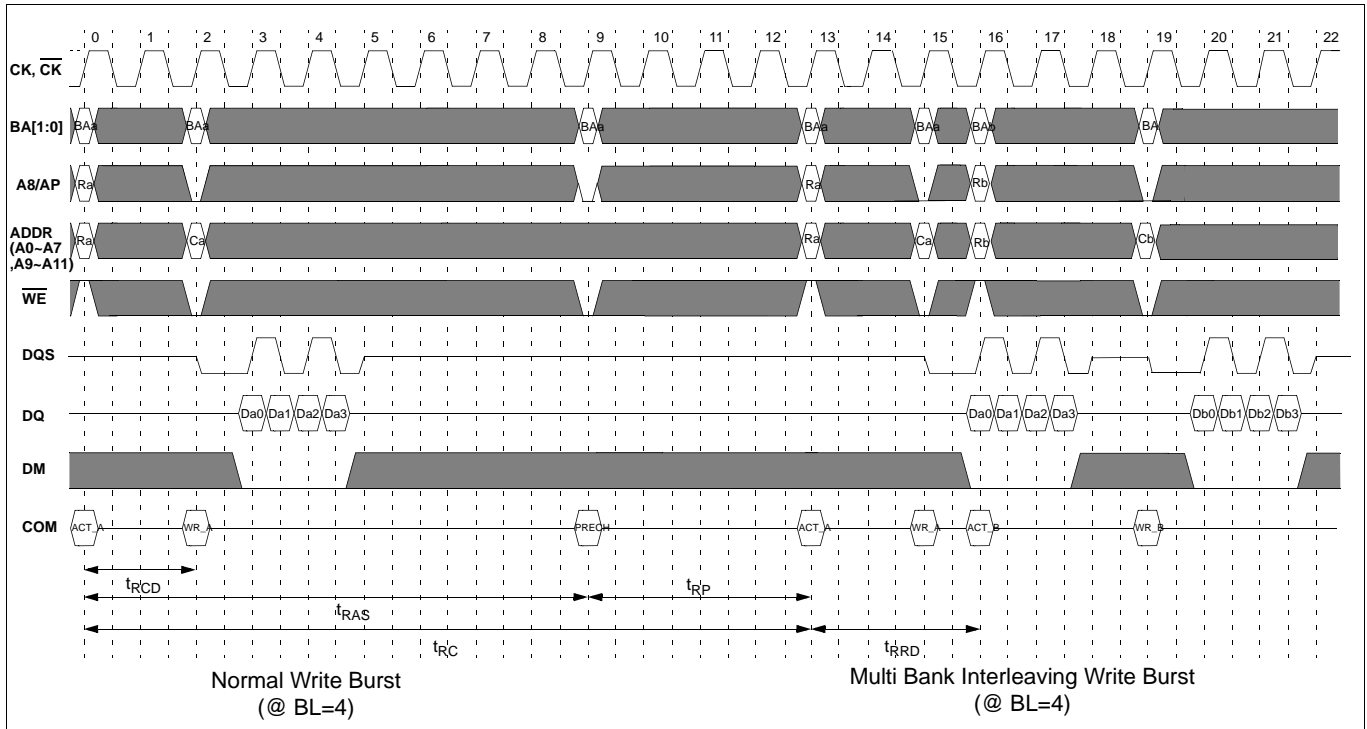 0 1 2 3 4 5 6 7 8 9 10 11 12 13 14 15 16 17 18 19 20 21 22
CK, CK
BA[1:0] BAa BAa BAa BAa BAa BAb BA
A8/AP Ra Ra Rb
ADDR
(A0~A7
,A9~A11)
Ra Ca Ra Ca Rb Cb
WE
DQS
DQ Da0 Da1 Da2 Da3 Da0 Da1 Da2 Da3 Db0 Db1 Db2 Db3
DM
COM ACT_A WR_A PRECH ACT_A WR_A ACT_B WR_B
tRCD
tRAS tRP
tRC tRRD
Normal Write Burst Multi Bank Interleaving Write Burst
(@ BL=4) (@ BL=4)